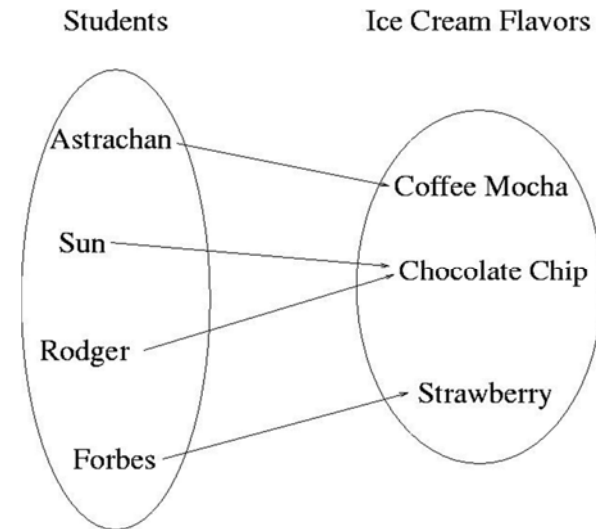 Students
Ice Cream Flavors
Astrachan
Sun
Rodger
Forbes
Coffee Mocha
Chocolate Chip
Strawberry